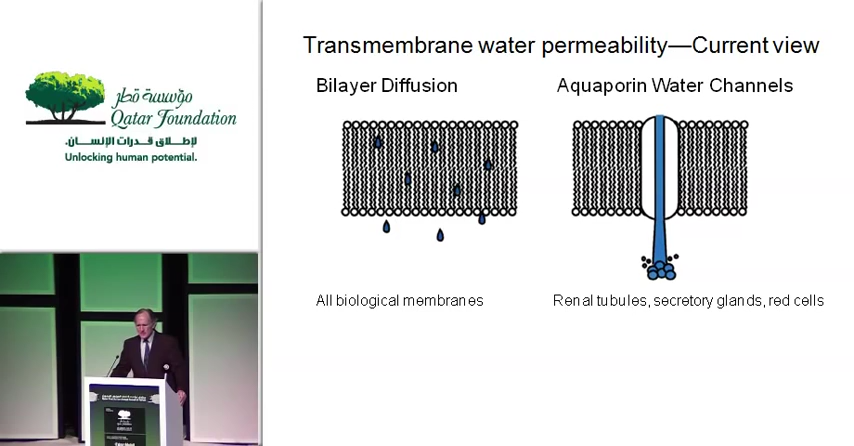 مؤسسة قطر
Qatar Foundation
لإطلاق قدرات الإنسان.
Unlocking human potential.
Transmembrane water permeability—Current view
Bilayer Diffusion
Aquaporin Water Channels
All biological membranes
Renal tubules, secretory glands, red cells